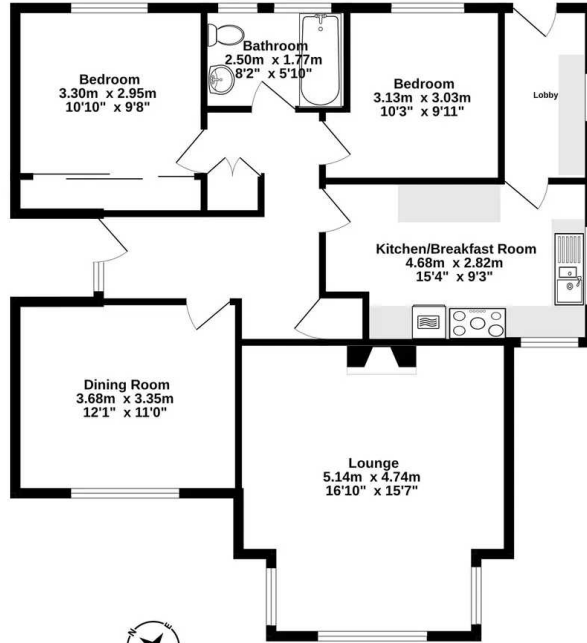 Bedroom
3.30m x 2.95m
10'10" x 9'8"
Bathroom
2.50m x 1.77m
8'2" x 5'10"
Bedroom
3.13m x 3.03m
10'3" x 9'11"
Lobby
Kitchen/Breakfast Room
4.68m x 2.82m
15'4" x 9'3"
Dining Room
3.68m x 3.35m
12'1" x 11'0"
Lounge
5.14m x 4.74m
16'10" x 15'7"
N
E